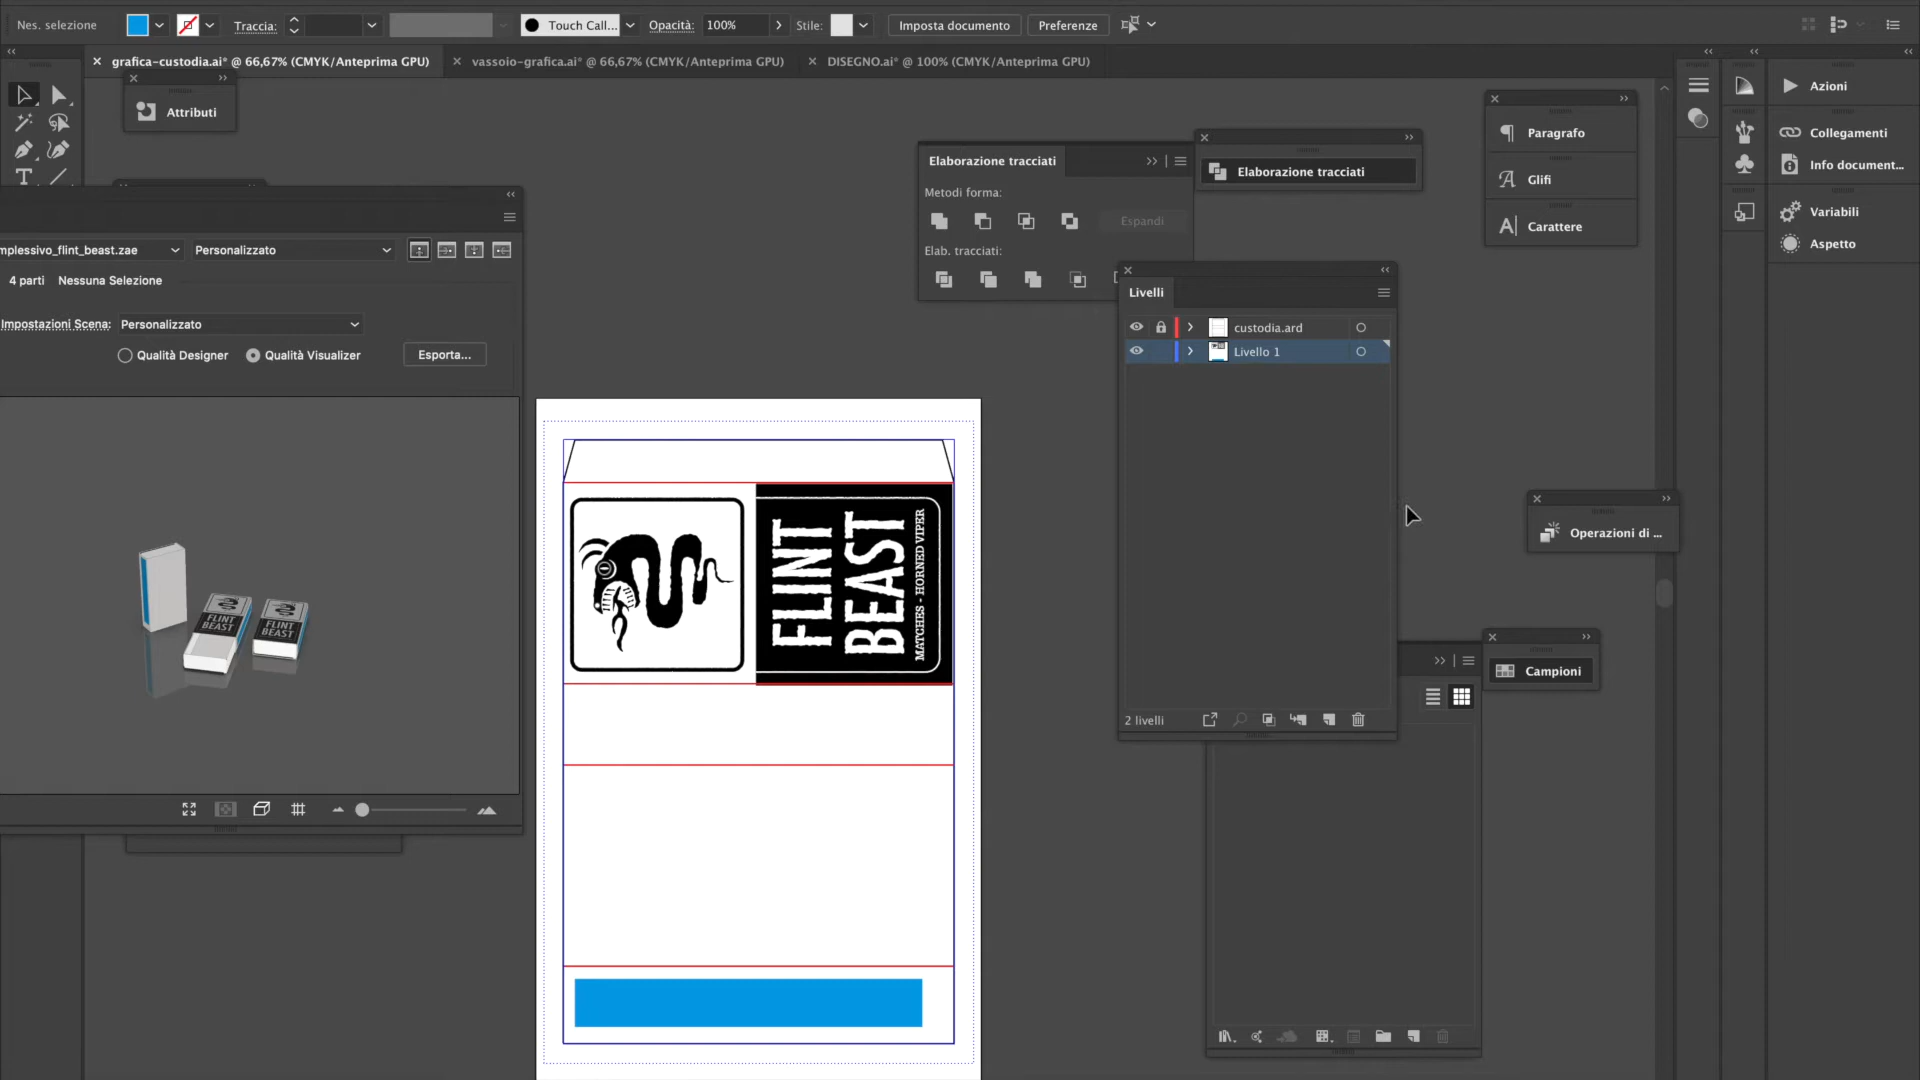 Nes. selezione
Traccia:
Touch Call...
Opacità: 100%
Stile:
Imposta documento
Preferenze
grafica-custodia.ai* @ 66,67% (CMYK/Anteprima GPU)
vassoio-grafica.ai* @ 66,67% (CMYK/Anteprima GPU)
DISEGNO.ai* @ 100% (CMYK/Anteprima GPU)
Attributi
mplessivo_flint_beast.zae
Personalizzato
4 parti Nessuna Selezione
Impostazioni Scena: Personalizzato
Qualità Designer
Qualità Visualizer
Esporta...
FLINT
BEAST
FLINT
BEAST
FLINT
BEAST
MATCHES - HORNED VIPER
Elaborazione tracciati
Metodi forma:
Espandi
Elab. tracciati:
Elaborazione tracciati
Livelli
custodia.ard
Livello 1
2 livelli
Paragrafo
Glifi
Carattere
Operazioni di ...
Campioni
Azioni
Collegamenti
Info document...
Variabili
Aspetto